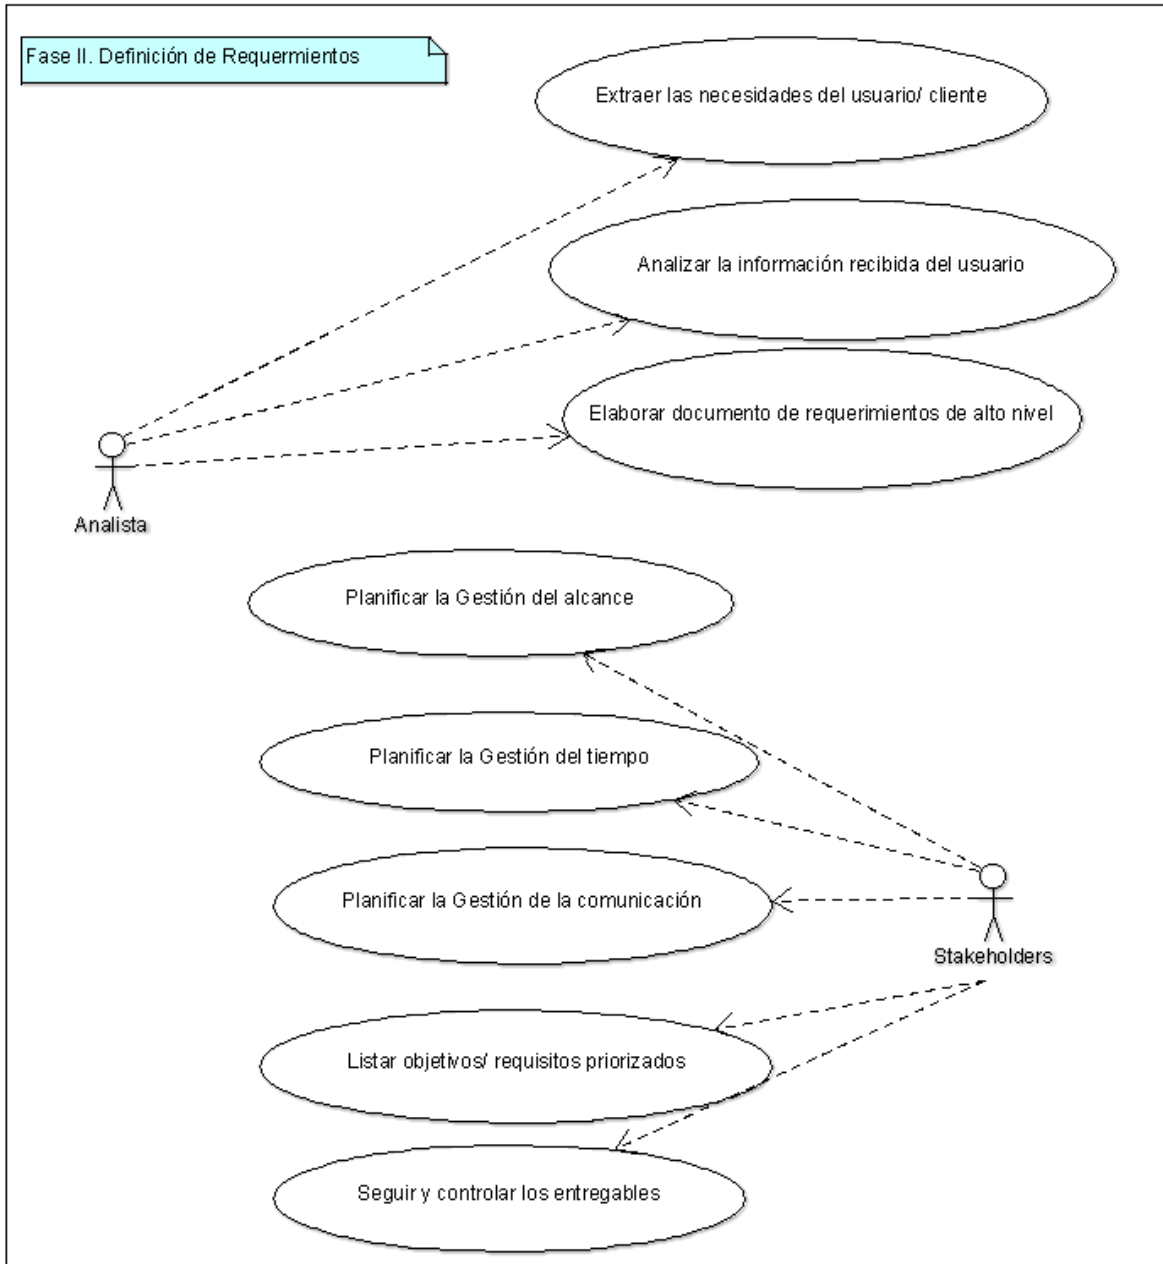 Fase II. Definición de Requermientos
Extraer las necesidades del usuario/ cliente
Analizar la información recibida del usuario
Elaborar documento de requerimientos de alto nivel
Analista
Planificar la Gestión del alcance
Planificar la Gestión del tiempo
Planificar la Gestión de la comunicación
Stakeholders
Listar objetivos/ requisitos priorizados
Seguir y controlar los entregables